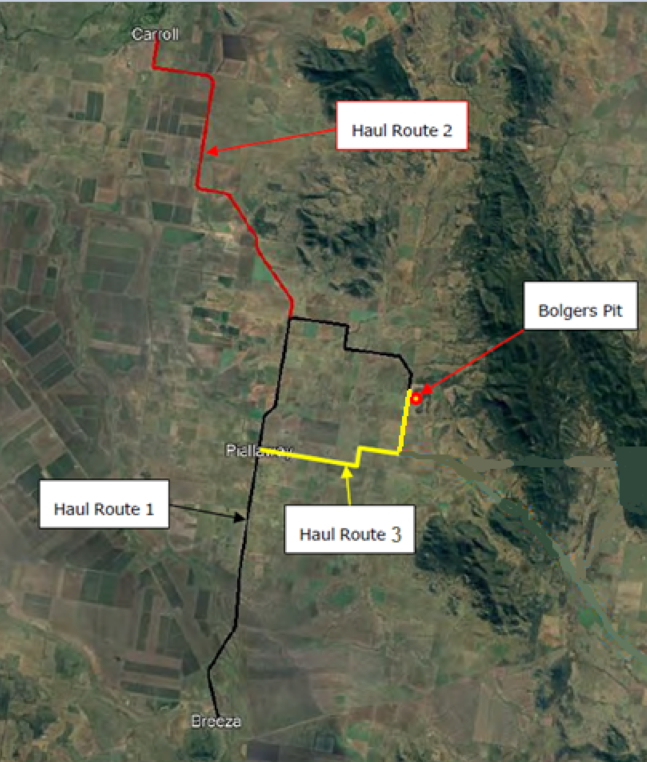 Carroll
Haul Route 2
Bolgers Pit
Piallaway
Haul Route 1
Haul Route 3
Breeza